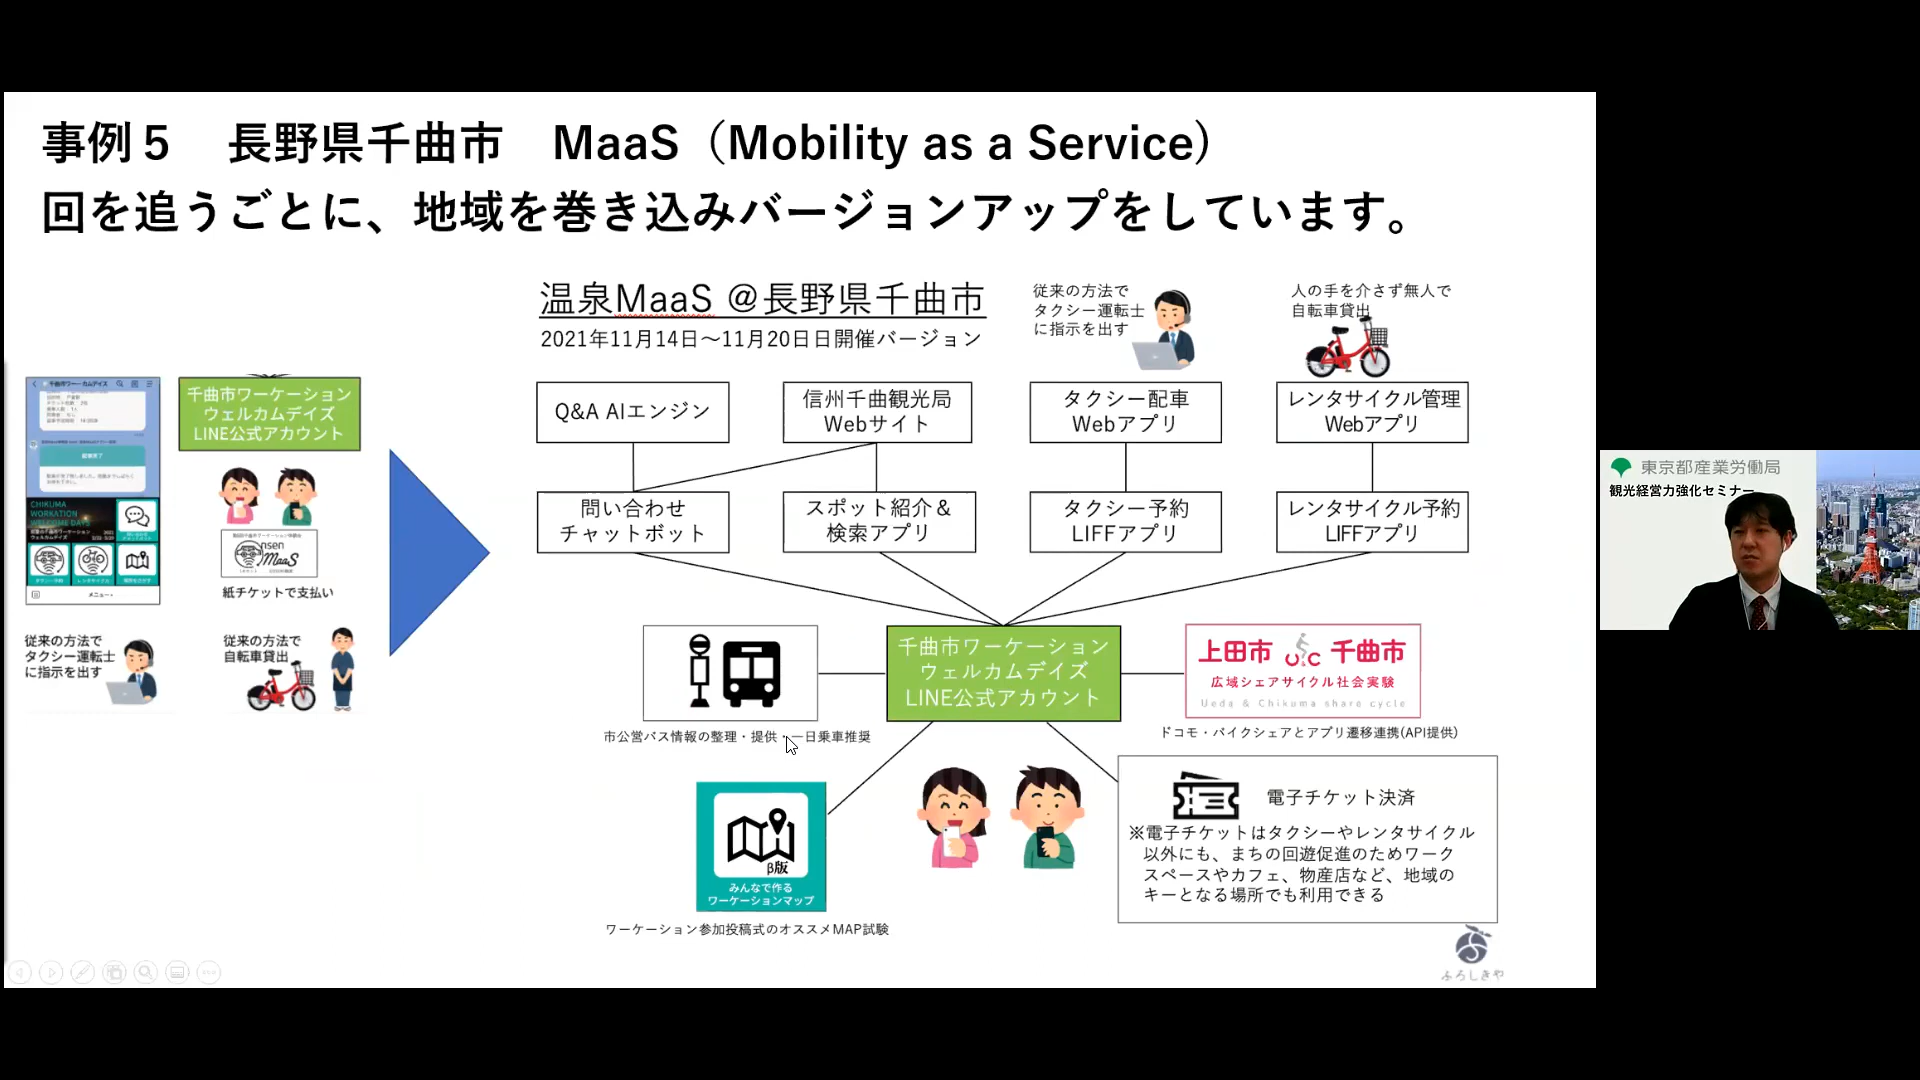 事例５　長野県千曲市　MaaS（Mobility as a Service）
回を追うごとに、地域を巻き込みバージョンアップをしています。
千曲市ワーケーション
ウェルカムデイズ
LINE公式アカウント
CHIKUMA
WORKATION
WELCOME DAYS
メニュー
nsen
MaaS
紙チケットで支払い
従来の方法で
タクシー運転士
に指示を出す
従来の方法で
自転車貸出
温泉MaaS @長野県千曲市
2021年11月14日～11月20日日開催バージョン
従来の方法で
タクシー運転士
に指示を出す
人の手を介さず無人で
自転車貸出
Q&A AIエンジン
信州千曲観光局
Webサイト
タクシー配車
Webアプリ
レンタサイクル管理
Webアプリ
問い合わせ
チャットボット
スポット紹介＆
検索アプリ
タクシー予約
LIFFアプリ
レンタサイクル予約
LIFFアプリ
千曲市ワーケーション
ウェルカムデイズ
LINE公式アカウント
市公営バス情報の整理・提供・一日乗車推奨
上田市 千曲市
広域シェアサイクル社会実験
Ueda & Chikuma share cycle
ドコモ・バイクシェアとアプリ遷移連携(API提供)
β版
みんなで作る
ワーケーションマップ
ワーケーション参加投稿式のオススメMAP試験
電子チケット決済
※電子チケットはタクシーやレンタサイクル
以外にも、まちの回遊促進のためワーク
スペースやカフェ、物産店など、地域の
キーとなる場所でも利用できる
ふろしきや
東京都産業労働局
観光経営力強化セミナー